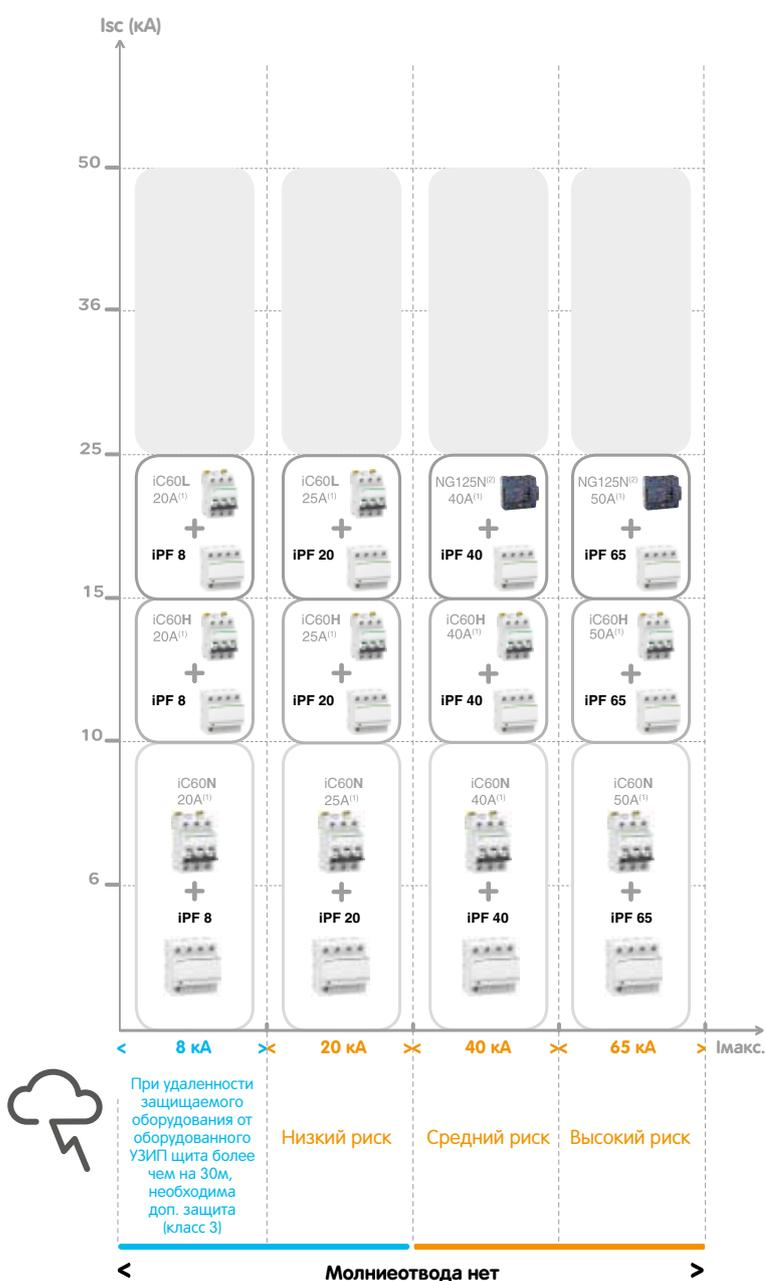 Isc (кА)
50
36
25
iC60L
20A(1)
+
iPF 8
iC60L
25A(1)
+
iPF 20
NG125N(2)
40A(1)
+
iPF 40
NG125N(2)
50A(1)
+
iPF 65
15
iC60H
20A(1)
+
iPF 8
iC60H
25A(1)
+
iPF 20
iC60H
40A(1)
+
iPF 40
iC60H
50A(1)
+
iPF 65
10
iC60N
20A(1)
+
iPF 8
iC60N
25A(1)
+
iPF 20
iC60N
40A(1)
+
iPF 40
iC60N
50A(1)
+
iPF 65
6
< 8 кА >< 20 кА >< 40 кА >< 65 кА > Iмакс.
При удаленности
защищаемого
оборудования от
оборудованного
УЗИП щита более
чем на 30м,
необходима
доп. защита
(класс 3)
Низкий риск
Средний риск
Высокий риск
< Молниеотвода нет >